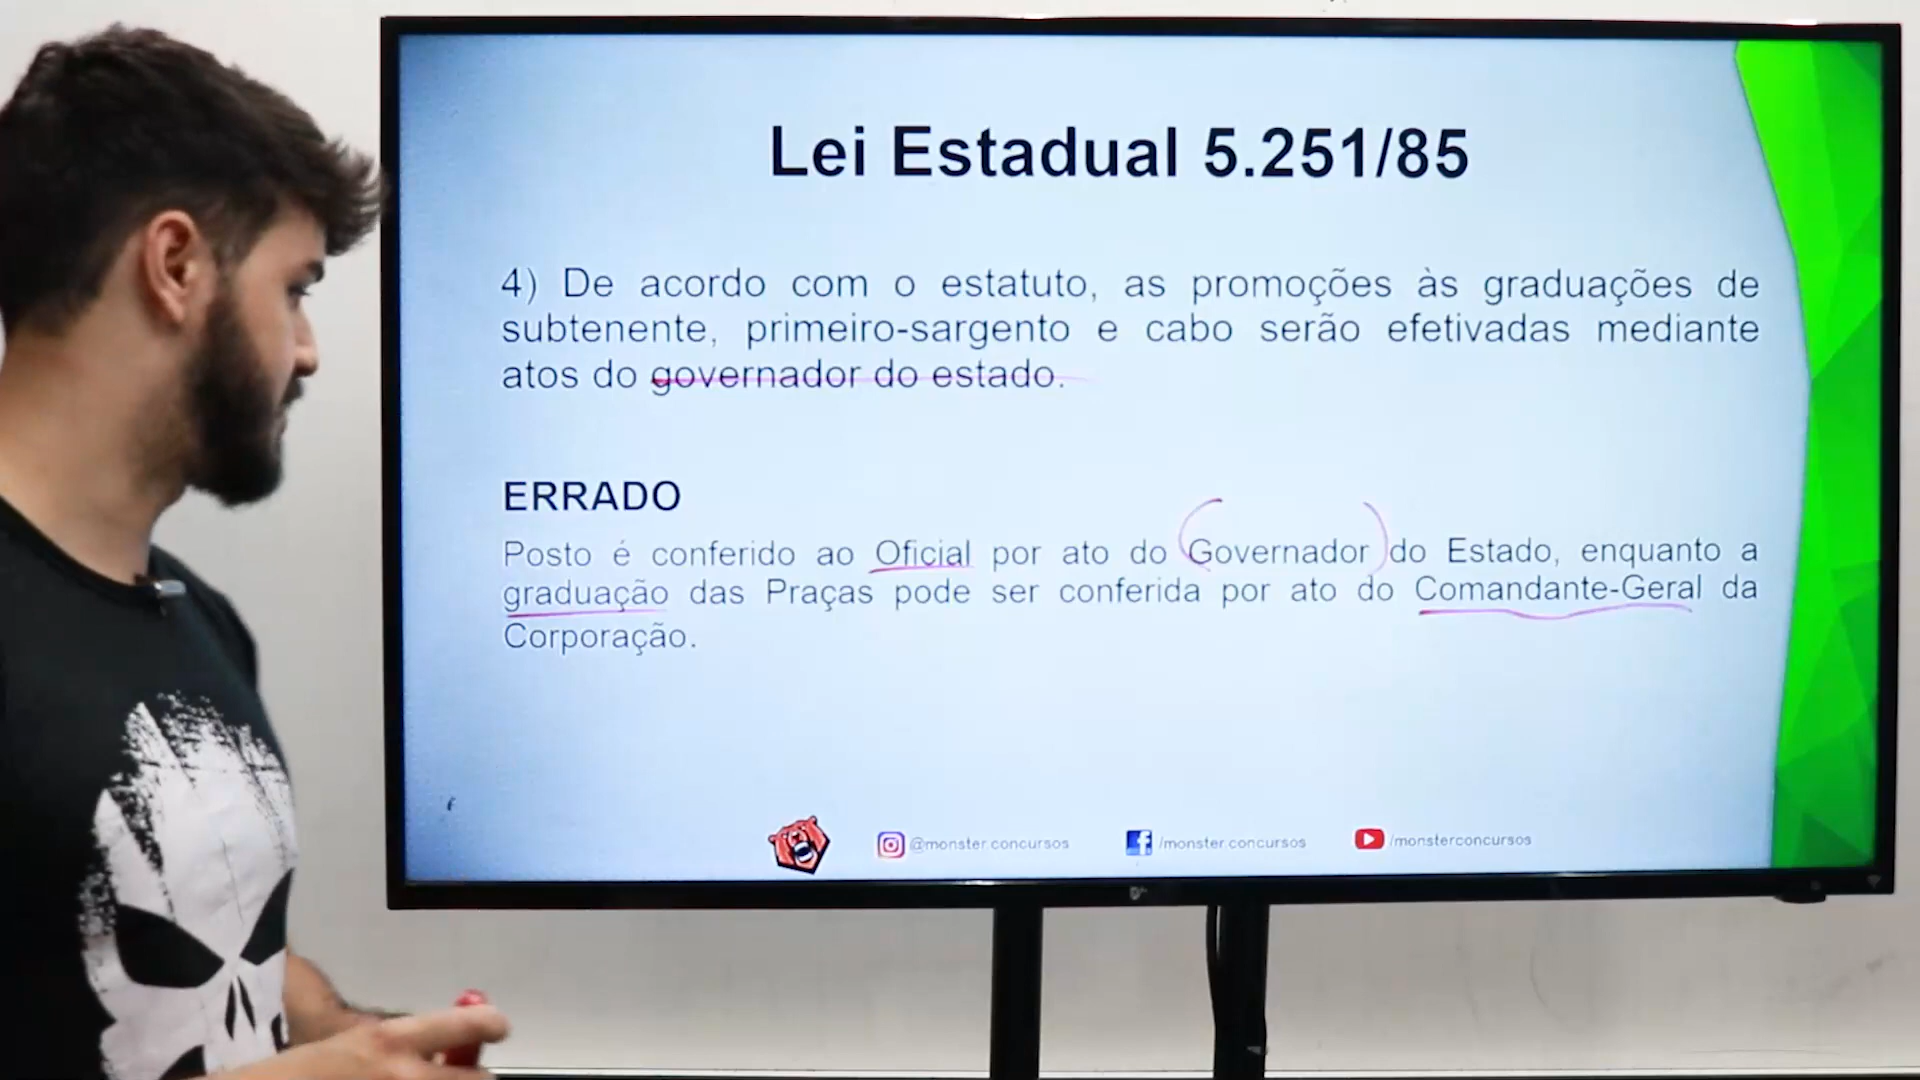 Lei Estadual 5.251/85
4) De acordo com o estatuto, as promoções às graduações de
subtenente, primeiro-sargento e cabo serão efetivadas mediante
atos do governador do estado.
ERRADO
Posto é conferido ao Oficial por ato do Governador do Estado, enquanto a
graduação das Praças pode ser conferida por ato do Comandante-Geral da
Corporação.
@monster.concursos /monster.concursos /monsterconcursos